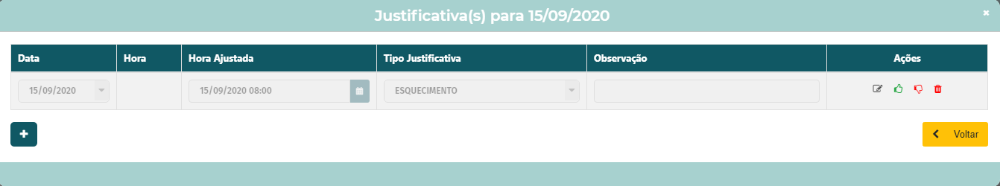 Justificativa(s) para 15/09/2020
Data Hora Hora Ajustada Tipo Justificativa Observação Ações
15/09/2020 15/09/2020 08:00 ESQUECIMENTO
Voltar